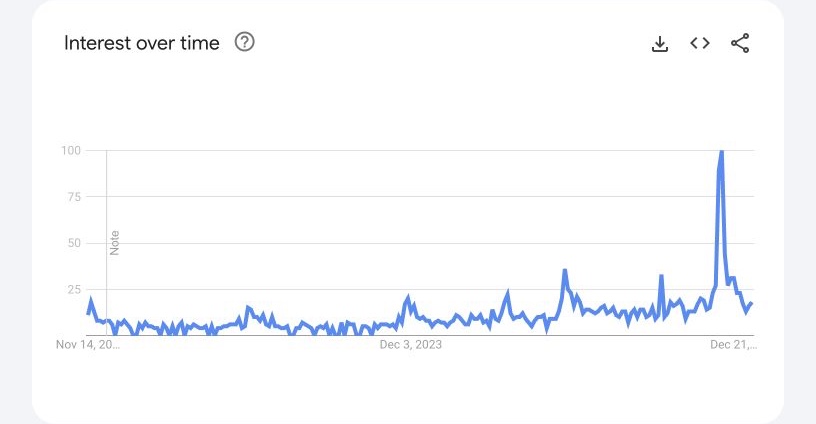 Interest over time
100
75
50
25
Note
Nov 14, 20...
Dec 3, 2023
Dec 21,...